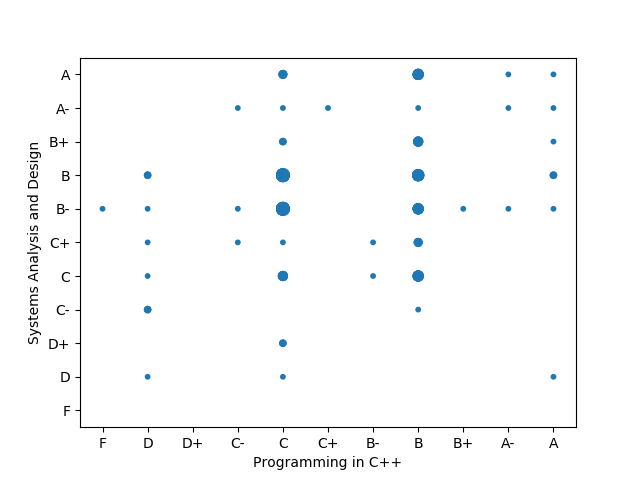 A
A-
B+
B
B-
C+
C
C-
D+
D
F
Systems Analysis and Design
F D D+ C- C C+ B- B B+ A- A
Programming in C++